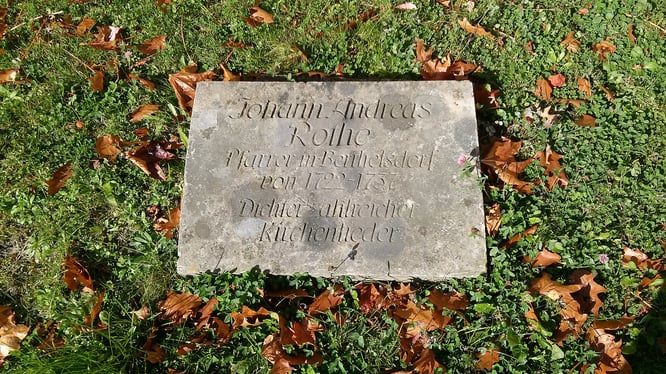 Johann Andreas
Rothe
Pfarrer in Berthelsdorf
von 1722-1737
Dichter zahlreicher
Kirchenlieder